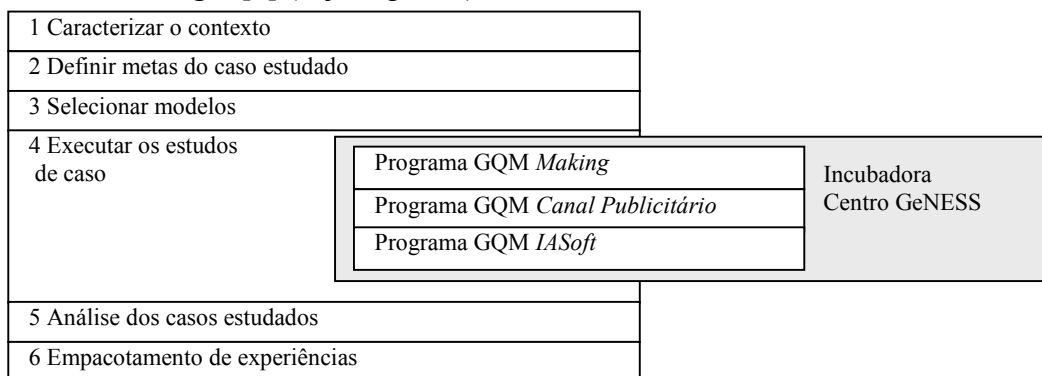 1 Caracterizar o contexto
2 Definir metas do caso estudado
3 Selecionar modelos
4 Executar os estudos
de caso
Programa GQM Making
Programa GQM Canal Publicitário
Programa GQM IASoft
Incubadora
Centro GeNESS
5 Análise dos casos estudados
6 Empacotamento de experiências